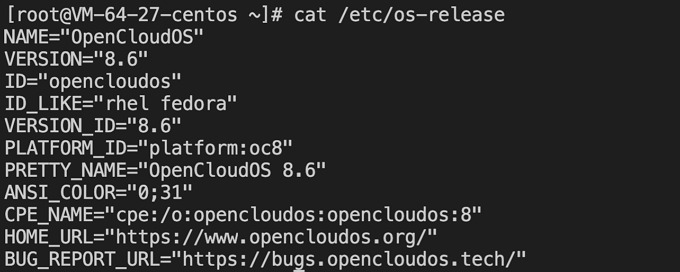 [root@VM-64-27-centos ~]# cat /etc/os-release
NAME="OpenCloudOS"
VERSION="8.6"
ID="opencloudos"
ID_LIKE="rhel fedora"
VERSION_ID="8.6"
PLATFORM_ID="platform:oc8"
PRETTY_NAME="OpenCloudOS 8.6"
ANSI_COLOR="0;31"
CPE_NAME="cpe:/o:opencloudos:opencloudos:8"
HOME_URL="https://www.opencloudos.org/"
BUG_REPORT_URL="https://bugs.opencloudos.tech/"